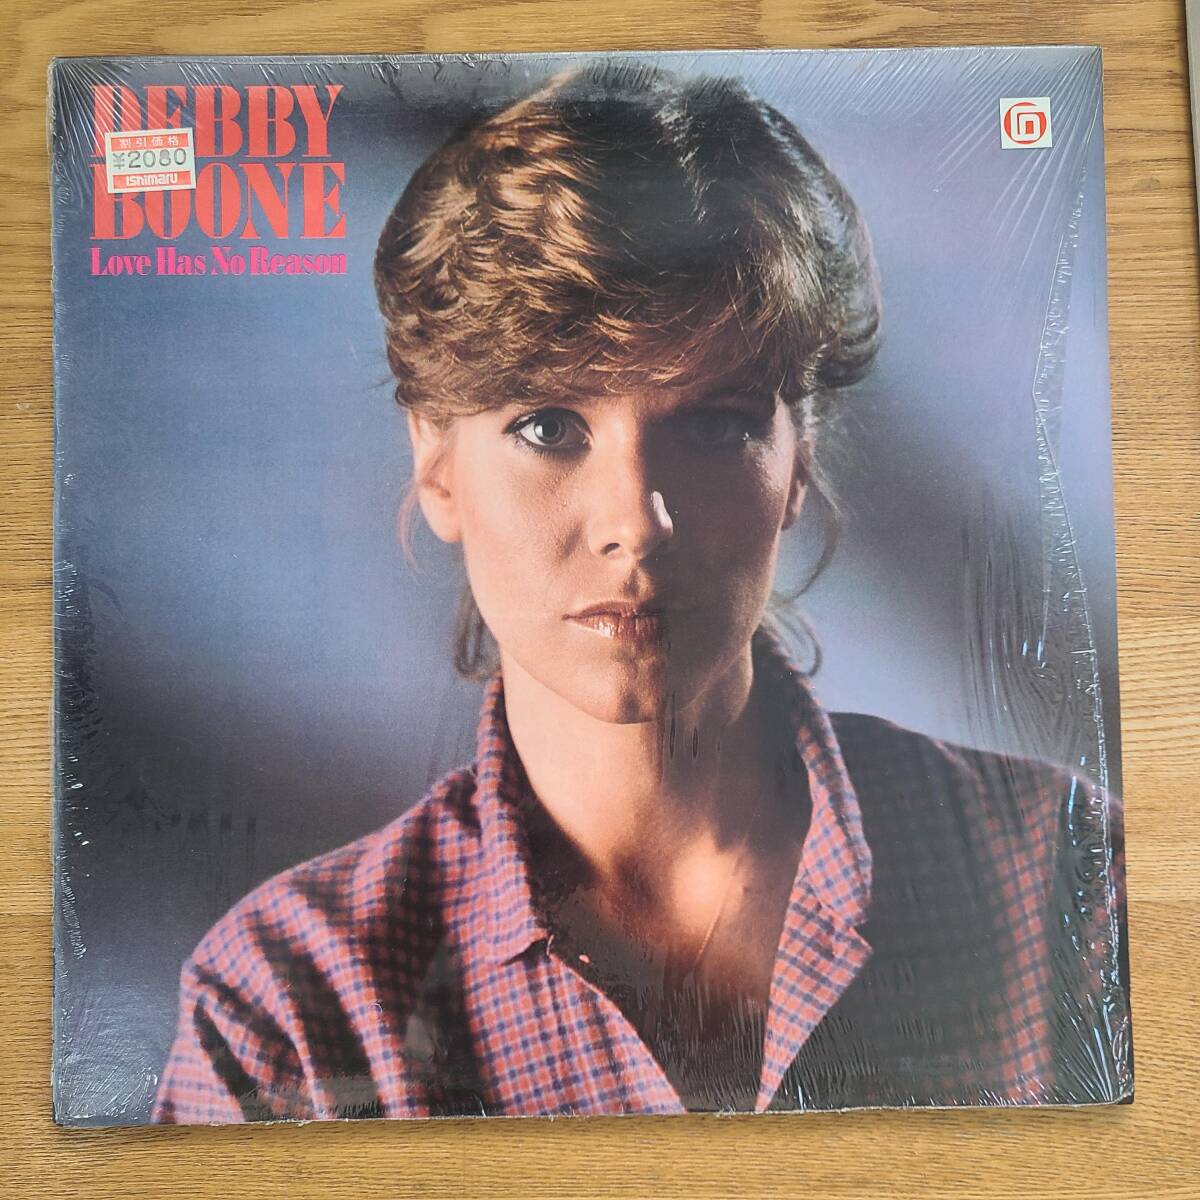 DEBBY
割引価格
¥2080
ishimaru
BOONE
Love Has No Reason